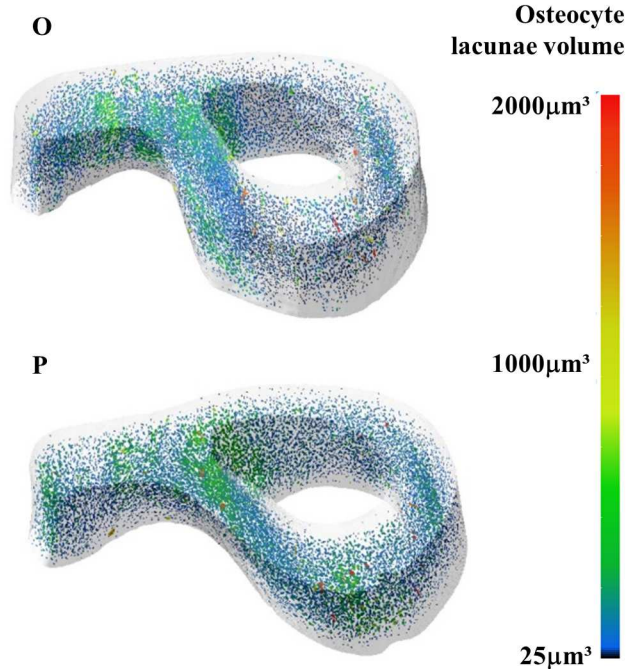 O
Osteocyte
lacunae volume
2000μm³
1000μm³
P
25μm³